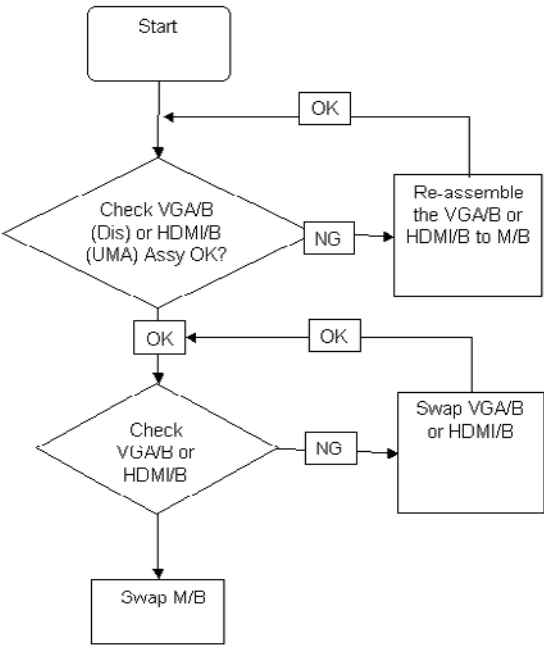 Start
OK
Check VGA/B
(Dis) or HDMI/B
(UMA) Assy OK?
NG
Re-assemble
the VGA/B or
HDMI/B to M/B
OK
OK
Check
VGA/B or
HDMI/B
NG
Swap VGA/B
or HDMI/B
Swap M/B